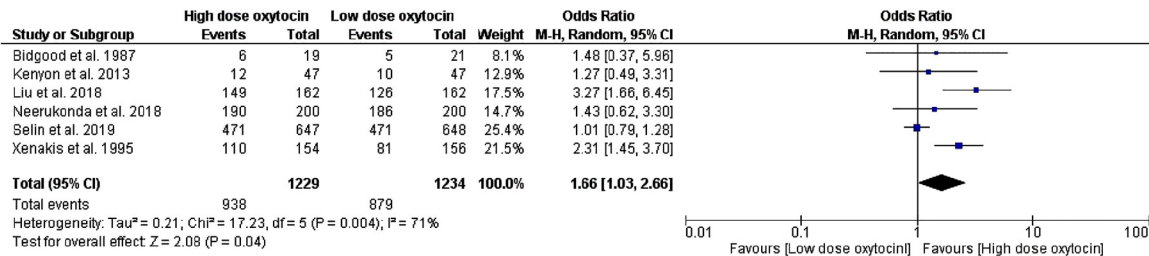 High dose oxytocin Low dose oxytocin Odds Ratio Odds Ratio
Study or Subgroup Events Total Events Total Weight M-H, Random, 95% CI M-H, Random, 95% CI
Bidgood et al. 1987 6 19 5 21 8.1% 1.48 [0.37, 5.96]
Kenyon et al. 2013 12 47 10 47 12.9% 1.27 [0.49, 3.31]
Liu et al. 2018 149 162 126 162 17.5% 3.27 [1.66, 6.45]
Neerukonda et al. 2018 190 200 186 200 14.7% 1.43 [0.62, 3.30]
Selin et al. 2019 471 647 471 648 25.4% 1.01 [0.79, 1.28]
Xenakis et al. 1995 110 154 81 156 21.5% 2.31 [1.45, 3.70]
Total (95% CI) 1229 1234 100.0% 1.66 [1.03, 2.66]
Total events 938 879
Heterogeneity: Tau² = 0.21; Chi² = 17.23, df = 5 (P = 0.004); I² = 71%
Test for overall effect: Z = 2.08 (P = 0.04)
0.01 0.1 1 10 100
Favours [Low dose oxytocinl] Favours [High dose oxytocin]